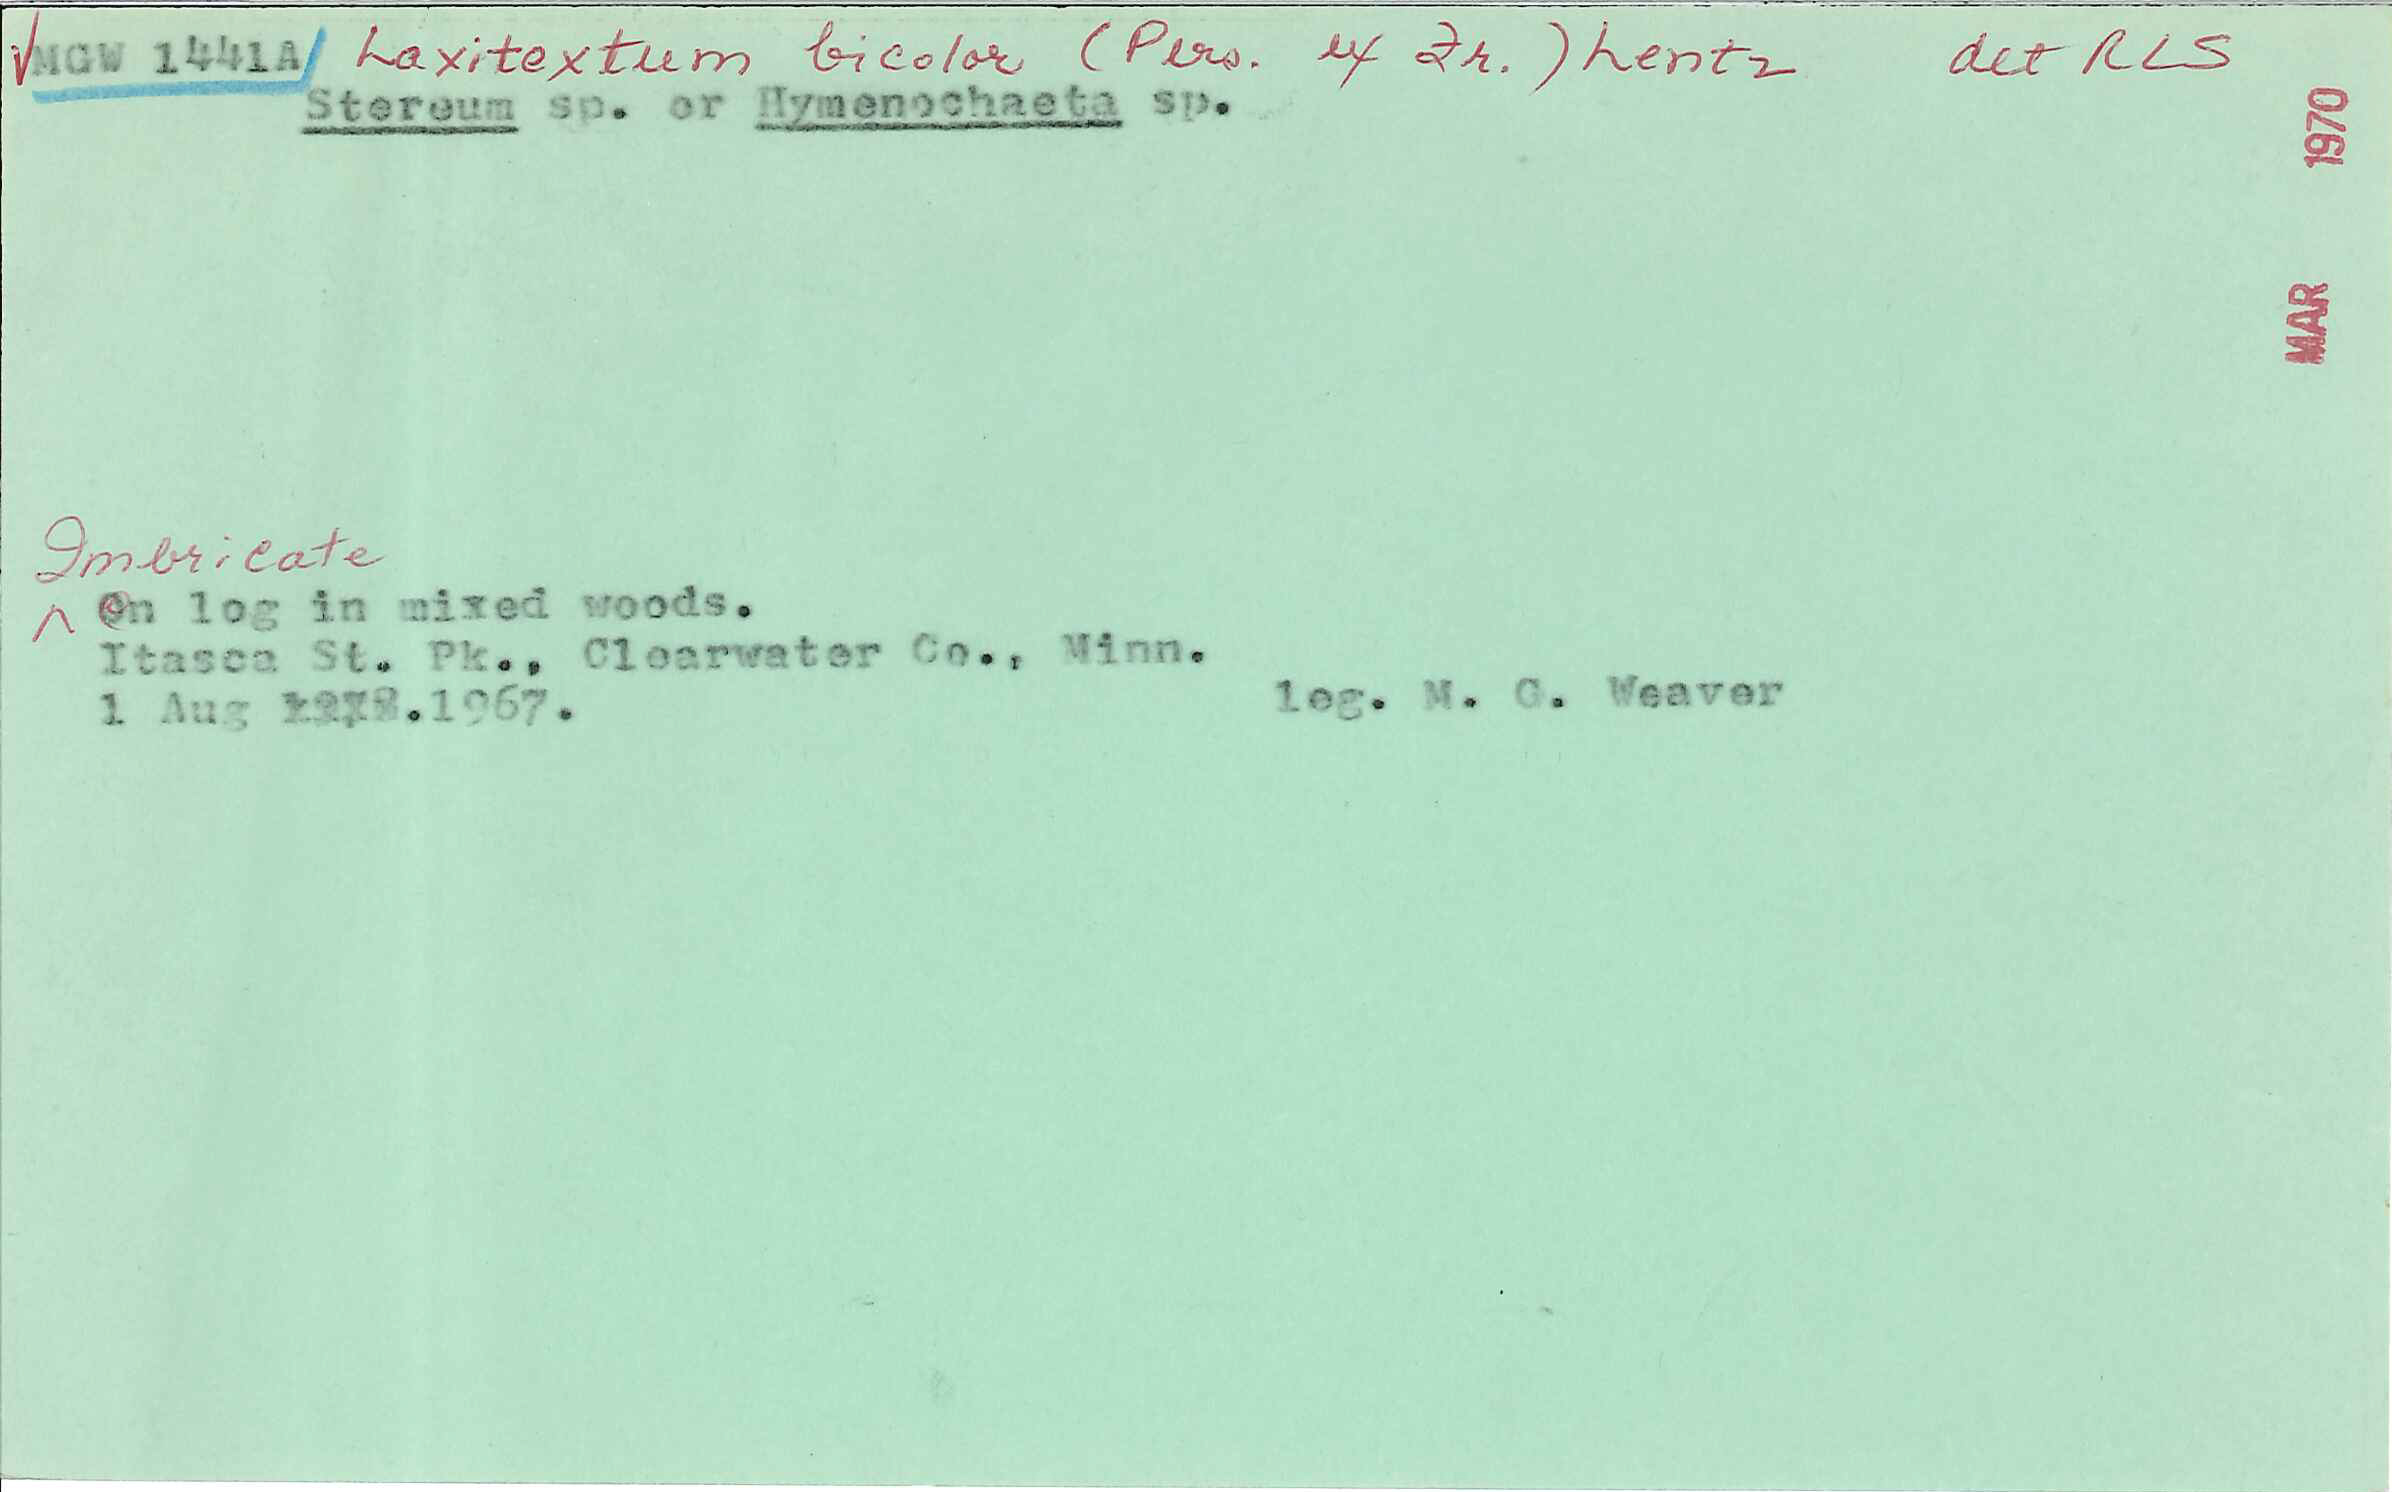 MGW 1441A Laxitextum bicolor (Pers. ex Fr.) Lentz det RLS
Stereum sp. or Hymenochaeta sp.
MAR 1970
Imbricate
^ on log in mixed woods.
Itasca St. Pk., Clearwater Co., Minn.
1 Aug .1967.
leg. M. G. Weaver